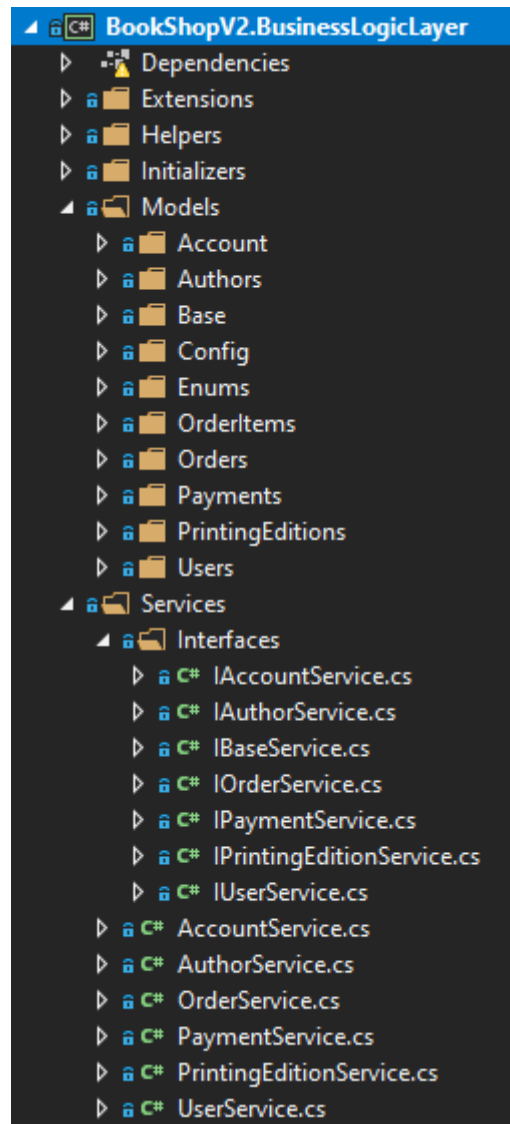 C# BookShopV2.BusinessLogicLayer
Dependencies
Extensions
Helpers
Initializers
Models
Account
Authors
Base
Config
Enums
OrderItems
Orders
Payments
PrintingEditions
Users
Services
Interfaces
C# IAccountService.cs
C# IAuthorService.cs
C# IBaseService.cs
C# IOrderService.cs
C# IPaymentService.cs
C# IPrintingEditionService.cs
C# IUserService.cs
C# AccountService.cs
C# AuthorService.cs
C# OrderService.cs
C# PaymentService.cs
C# PrintingEditionService.cs
C# UserService.cs